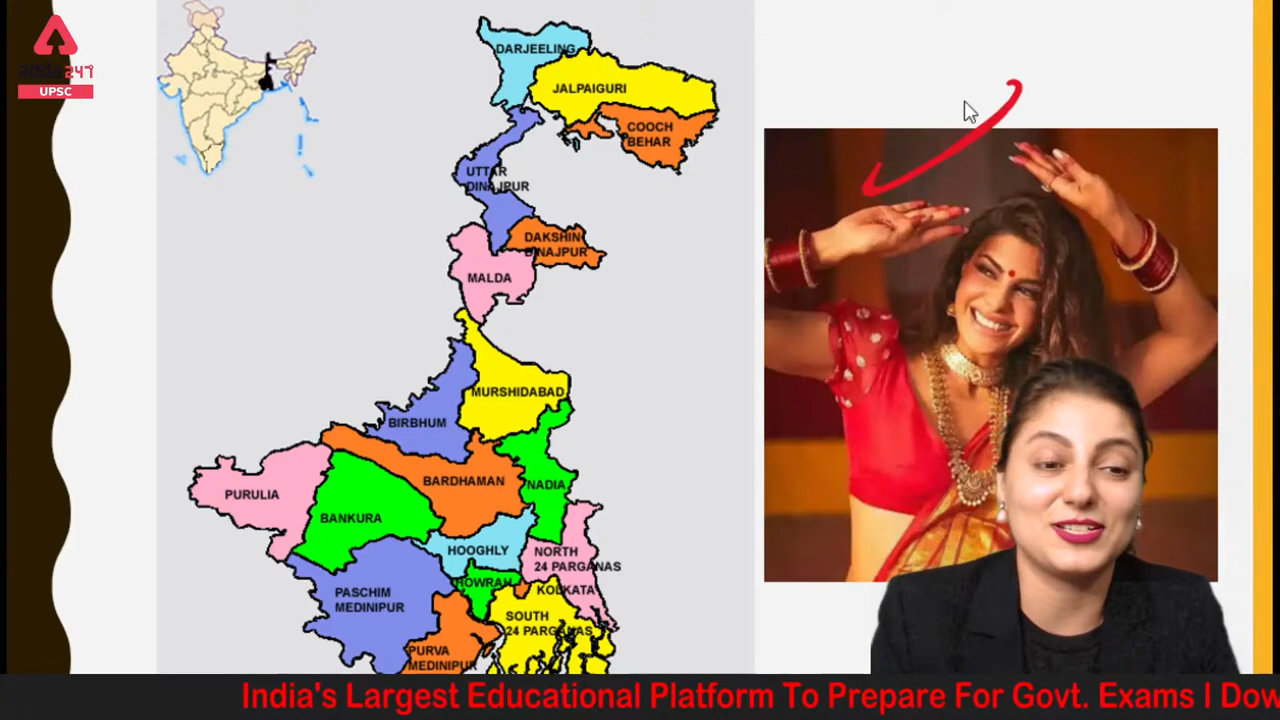 adda 247
UPSC
DARJEELING
JALPAIGURI
COOCH
BEHAR
UTTAR
DINAJPUR
DAKSHIN
DINAJPUR
MALDA
MURSHIDABAD
BIRBHUM
BARDHAMAN
NADIA
PURULIA
BANKURA
HOOGHLY
NORTH
24 PARGANAS
HOWRAH
KOLKATA
PASCHIM
MEDINIPUR
SOUTH
24 PARGANAS
PURVA
MEDINIPUR
India's Largest Educational Platform To Prepare For Govt. Exams I Dow